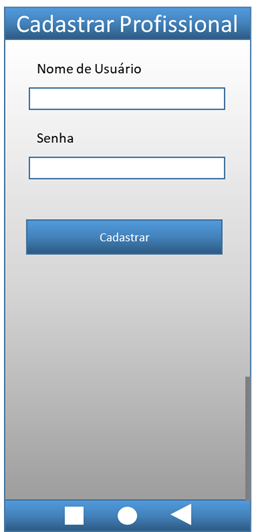 Cadastrar Profissional
Nome de Usuário
Senha
Cadastrar